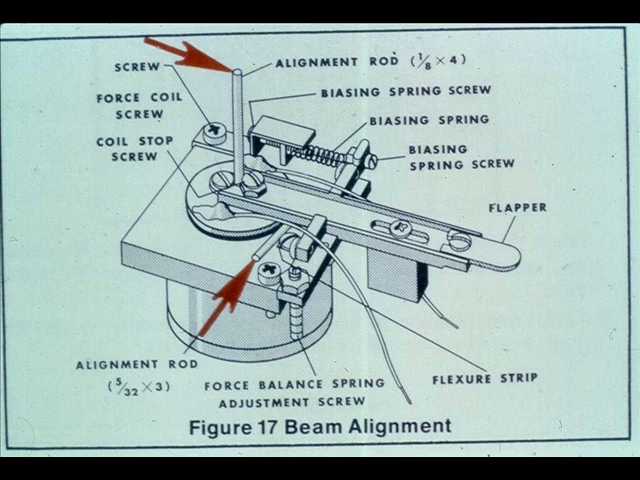 SCREW
ALIGNMENT ROD (1/8 × 4)
FORCE COIL
SCREW
BIASING SPRING SCREW
COIL STOP
SCREW
BIASING SPRING
BIASING
SPRING SCREW
FLAPPER
ALIGNMENT ROD
(5/32 × 3)
FORCE BALANCE SPRING
ADJUSTMENT SCREW
FLEXURE STRIP
Figure 17 Beam Alignment